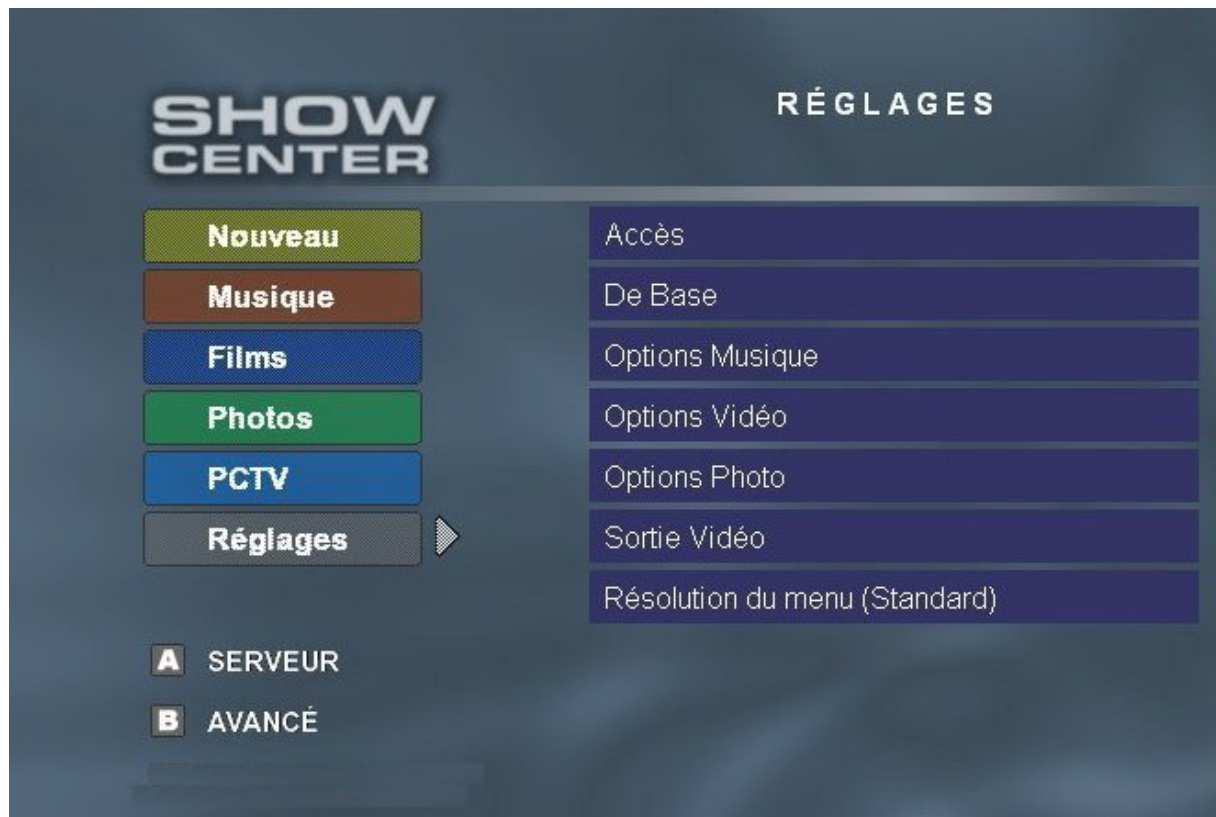 SHOW
CENTER
RÉGLAGES
Nouveau
Musique
Films
Photos
PCTV
Réglages
Accès
De Base
Options Musique
Options Vidéo
Options Photo
Sortie Vidéo
Résolution du menu (Standard)
A SERVEUR
B AVANCÉ